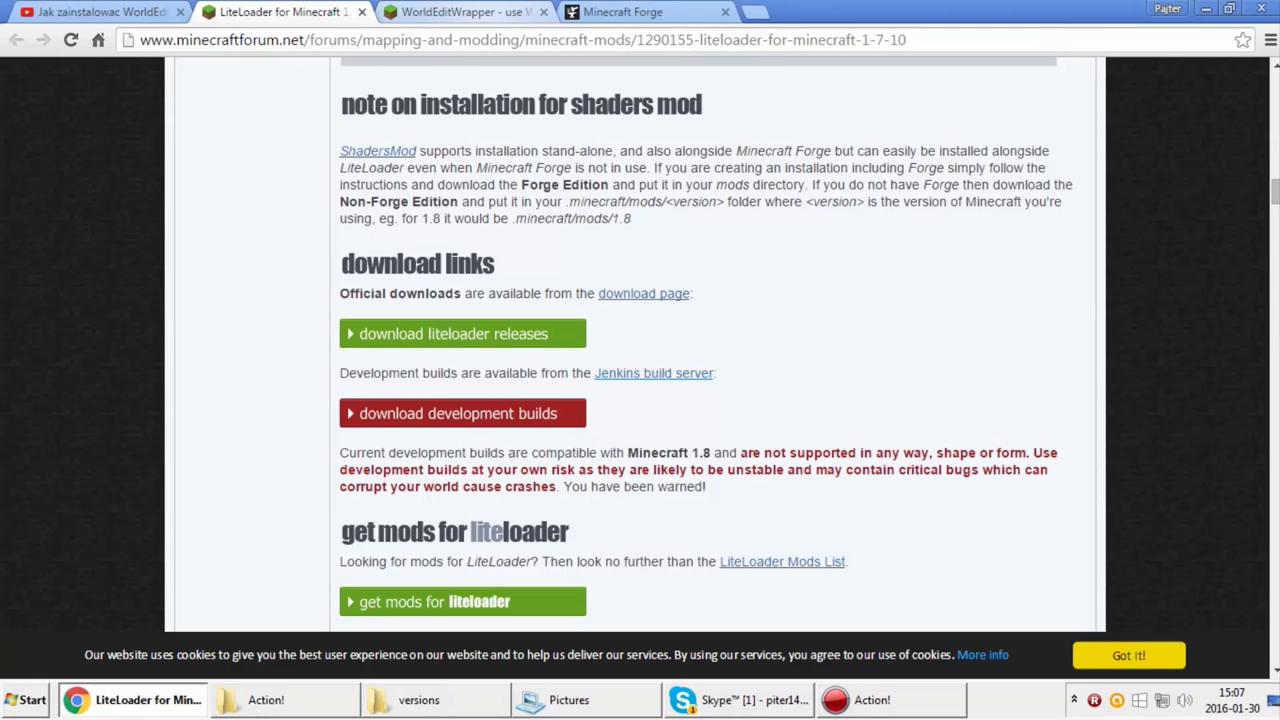 Jak zainstalowac WorldEd
LiteLoader for Minecraft 1
WorldEditWrapper - use W
Minecraft Forge
Pajter
www.minecraftforum.net/forums/mapping-and-modding/minecraft-mods/1290155-liteloader-for-minecraft-1-7-10
note on installation for shaders mod
ShadersMod supports installation stand-alone, and also alongside Minecraft Forge but can easily be installed alongside
LiteLoader even when Minecraft Forge is not in use. If you are creating an installation including Forge simply follow the
instructions and download the Forge Edition and put it in your mods directory. If you do not have Forge then download the
Non-Forge Edition and put it in your .minecraft/mods/<version> folder where <version> is the version of Minecraft you're
using, eg. for 1.8 it would be .minecraft/mods/1.8
download links
Official downloads are available from the download page:
download liteloader releases
Development builds are available from the Jenkins build server:
download development builds
Current development builds are compatible with Minecraft 1.8 and are not supported in any way, shape or form. Use
development builds at your own risk as they are likely to be unstable and may contain critical bugs which can
corrupt your world cause crashes. You have been warned!
get mods for liteloader
Looking for mods for LiteLoader? Then look no further than the LiteLoader Mods List.
get mods for liteloader
Our website uses cookies to give you the best user experience on our website and to help us deliver our services. By using our services, you agree to our use of cookies. More info
Got It!
Start
LiteLoader for Min...
Action!
versions
Pictures
Skype™ [1] - piter14...
Action!
15:07
2016-01-30